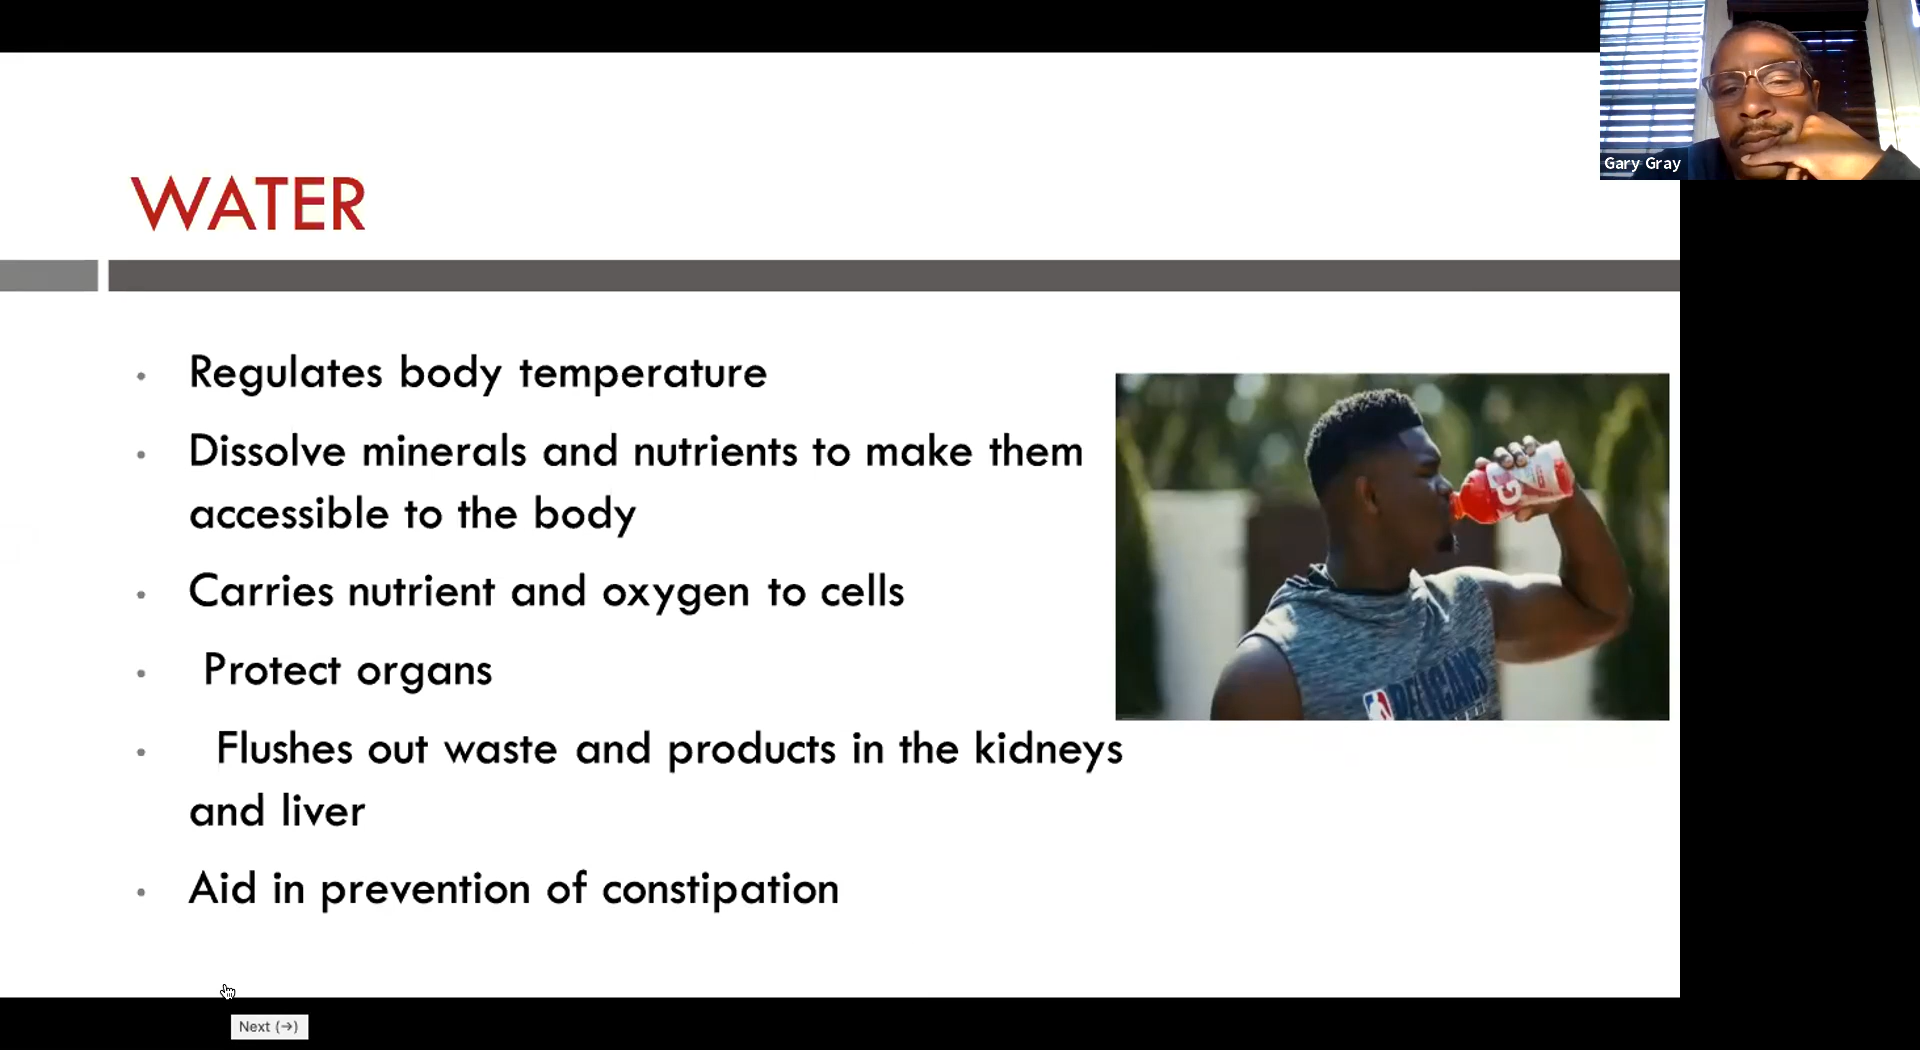 Gary Gray
WATER
• Regulates body temperature
• Dissolve minerals and nutrients to make them
accessible to the body
• Carries nutrient and oxygen to cells
• Protect organs
• Flushes out waste and products in the kidneys
and liver
• Aid in prevention of constipation
G
PELICANS
Next (→)